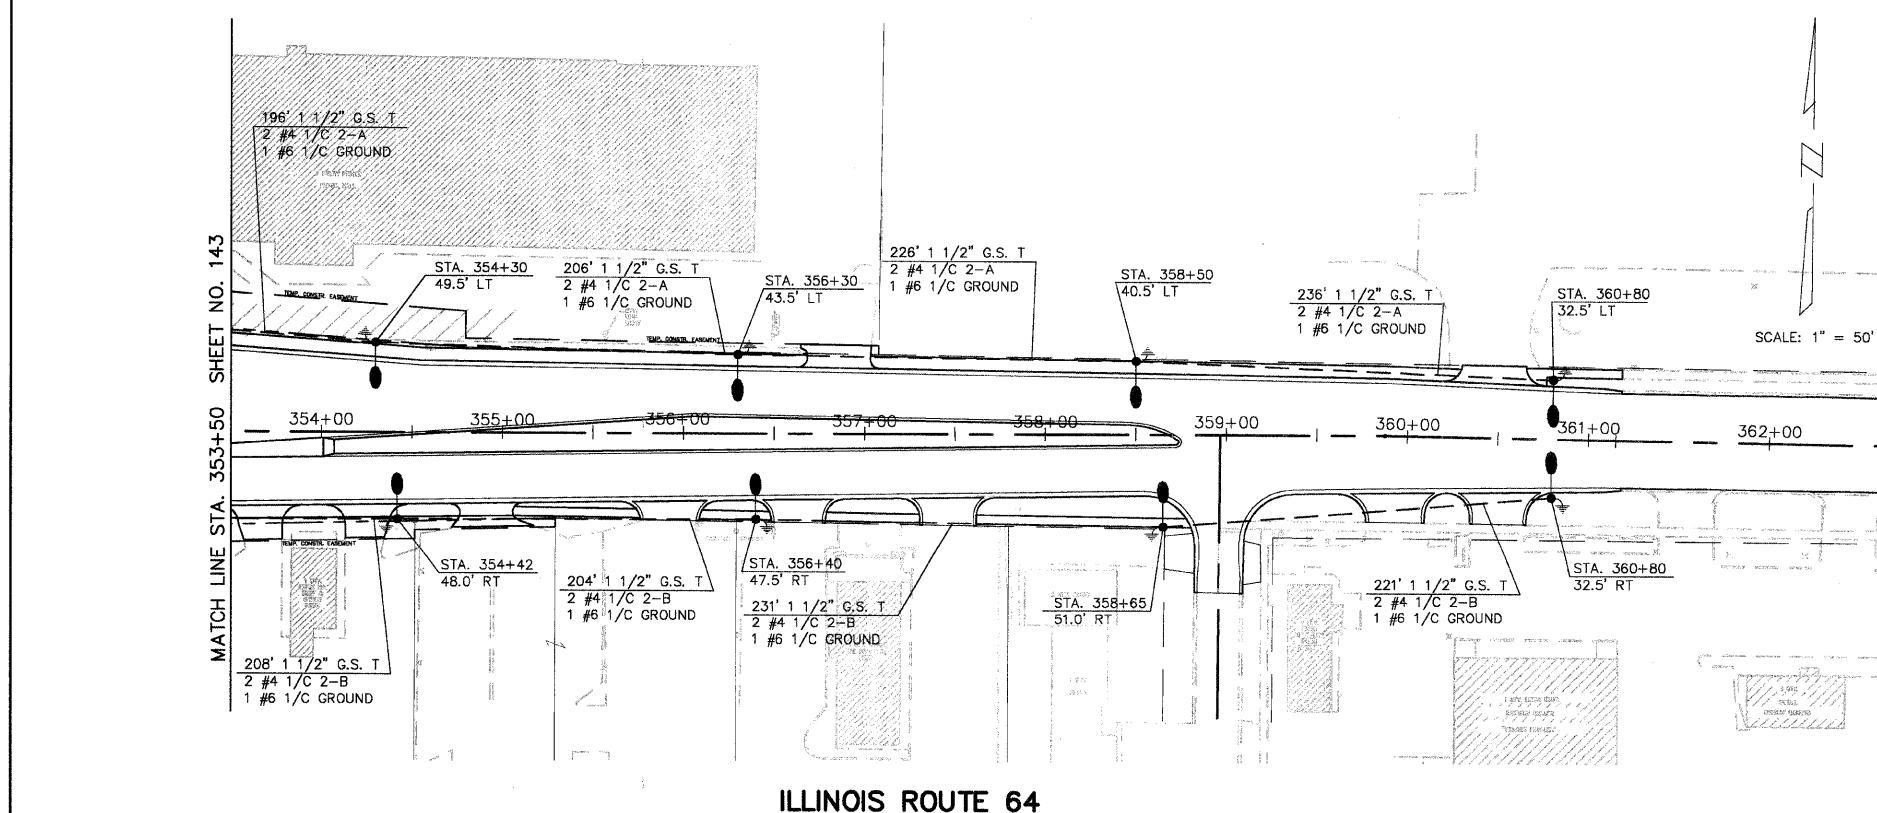 196' 1 1/2" G.S. T
2 #4 1/C 2-A
1 #6 1/C GROUND
MATCH LINE STA. 353+50 SHEET NO. 143
TEMP. CONSTR. EASEMENT
STA. 354+30
49.5' LT
206' 1 1/2" G.S. T
2 #4 1/C 2-A
1 #6 1/C GROUND
TEMP. CONSTR. EASEMENT
STA. 356+30
43.5' LT
226' 1 1/2" G.S. T
2 #4 1/C 2-A
1 #6 1/C GROUND
STA. 358+50
40.5' LT
236' 1 1/2" G.S. T
2 #4 1/C 2-A
1 #6 1/C GROUND
STA. 360+80
32.5' LT
N
SCALE: 1" = 50'
354+00 355+00 356+00 357+00 358+00 359+00 360+00 361+00 362+00
TEMP. CONSTR. EASEMENT
208' 1 1/2" G.S. T
2 #4 1/C 2-B
1 #6 1/C GROUND
STA. 354+42
48.0' RT
204' 1 1/2" G.S. T
2 #4 1/C 2-B
1 #6 1/C GROUND
STA. 356+40
47.5' RT
231' 1 1/2" G.S. T
2 #4 1/C 2-B
1 #6 1/C GROUND
STA. 358+65
51.0' RT
221' 1 1/2" G.S. T
2 #4 1/C 2-B
1 #6 1/C GROUND
STA. 360+80
32.5' RT
ILLINOIS ROUTE 64